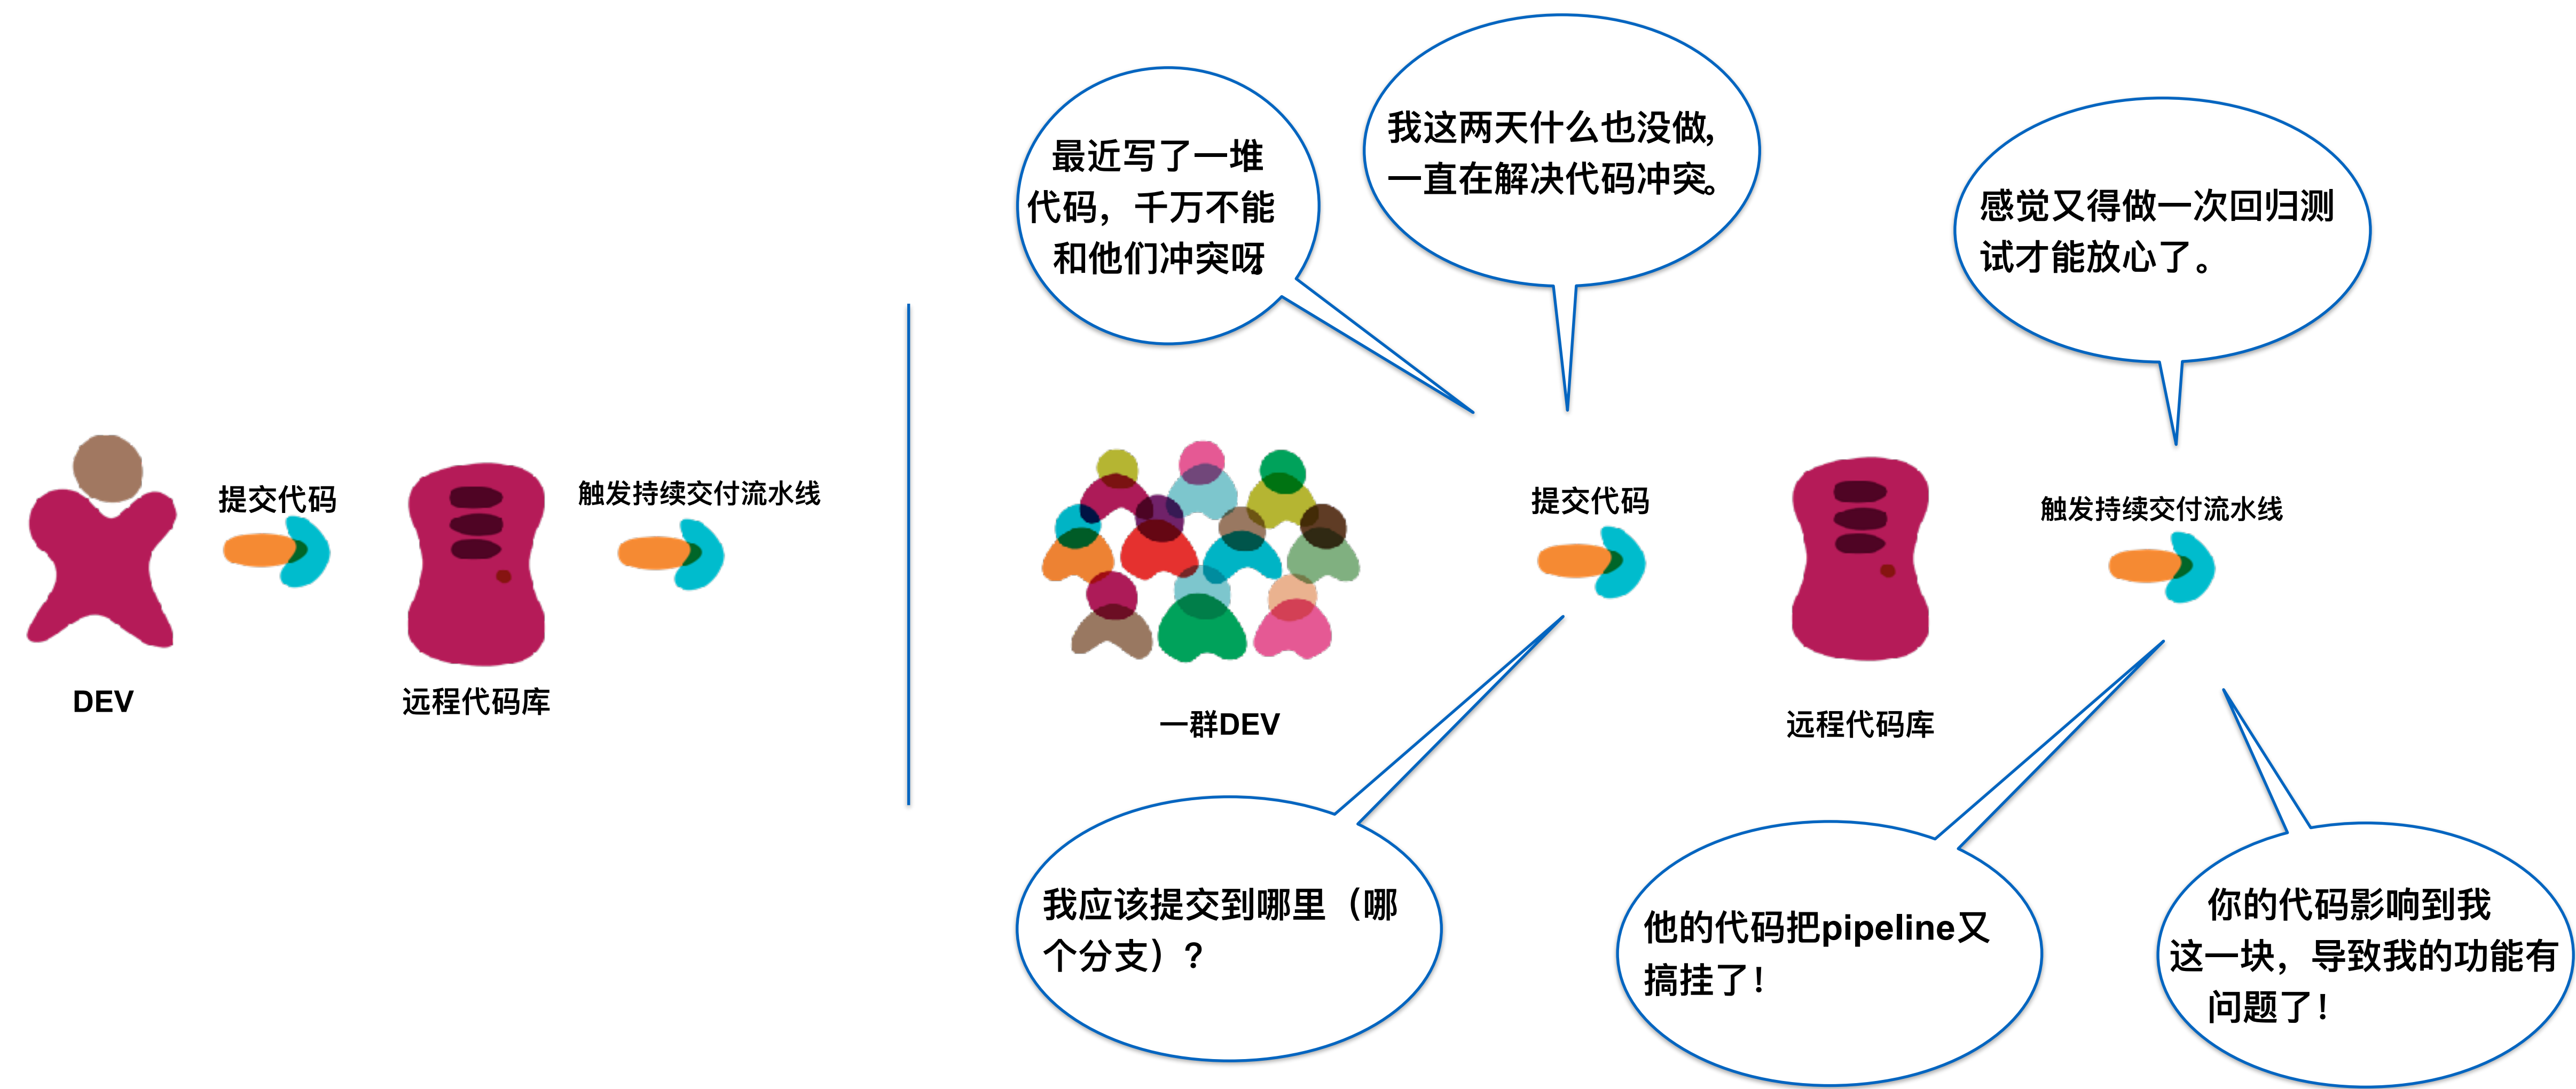 提交代码
触发持续交付流水线
DEV
远程代码库
最近写了一堆
代码，千万不能
和他们冲突呀。
我这两天什么也没做，
一直在解决代码冲突。
感觉又得做一次回归测
试才能放心了。
提交代码
触发持续交付流水线
一群DEV
远程代码库
我应该提交到哪里（哪
个分支）？
他的代码把pipeline又
搞挂了！
你的代码影响到我
这一块，导致我的功能有
问题了！